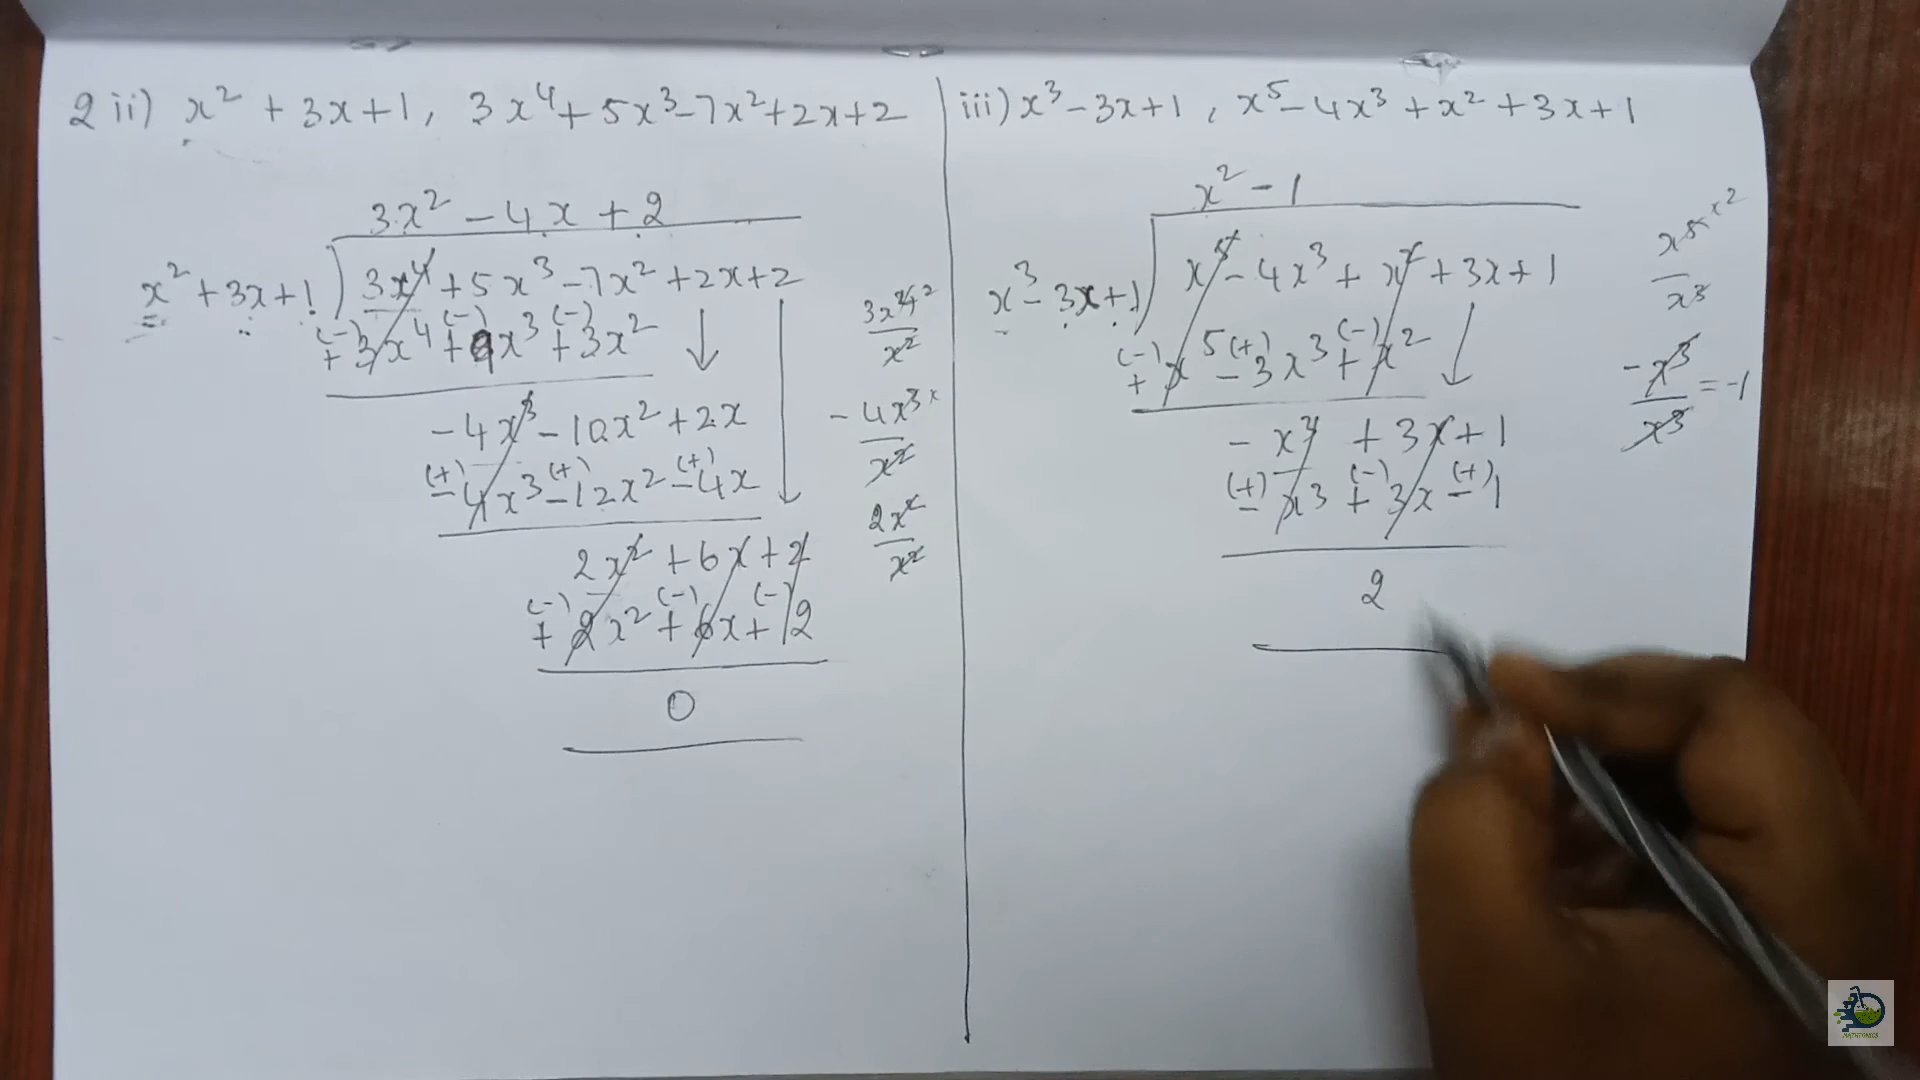 2 ii) x² + 3x + 1, 3x⁴ + 5x³ - 7x² + 2x + 2
3x² - 4x + 2
x² + 3x + 1 ) 3x⁴ + 5x³ - 7x² + 2x + 2
(-) (-) (-)
+ 3x⁴ + 9x³ + 3x²
- 4x³ - 10x² + 2x
(+) (+) (+)
- 4x³ - 12x² - 4x
2x² + 6x + 2
(-) (-) (-)
+ 2x² + 6x + 2
0
3x⁴ ²
x²
- 4x³ x
x²
2x²
x²
iii) x³ - 3x + 1, x⁵ - 4x³ + x² + 3x + 1
x² - 1
x³ - 3x + 1 ) x⁵ - 4x³ + x² + 3x + 1
(-) (+) (-)
+ x⁵ - 3x³ + x²
- x³ + 3x + 1
(+) (-) (+)
- x³ + 3x - 1
2
x⁵ x²
x³
- x³
x³ = -1
MATHTONICS